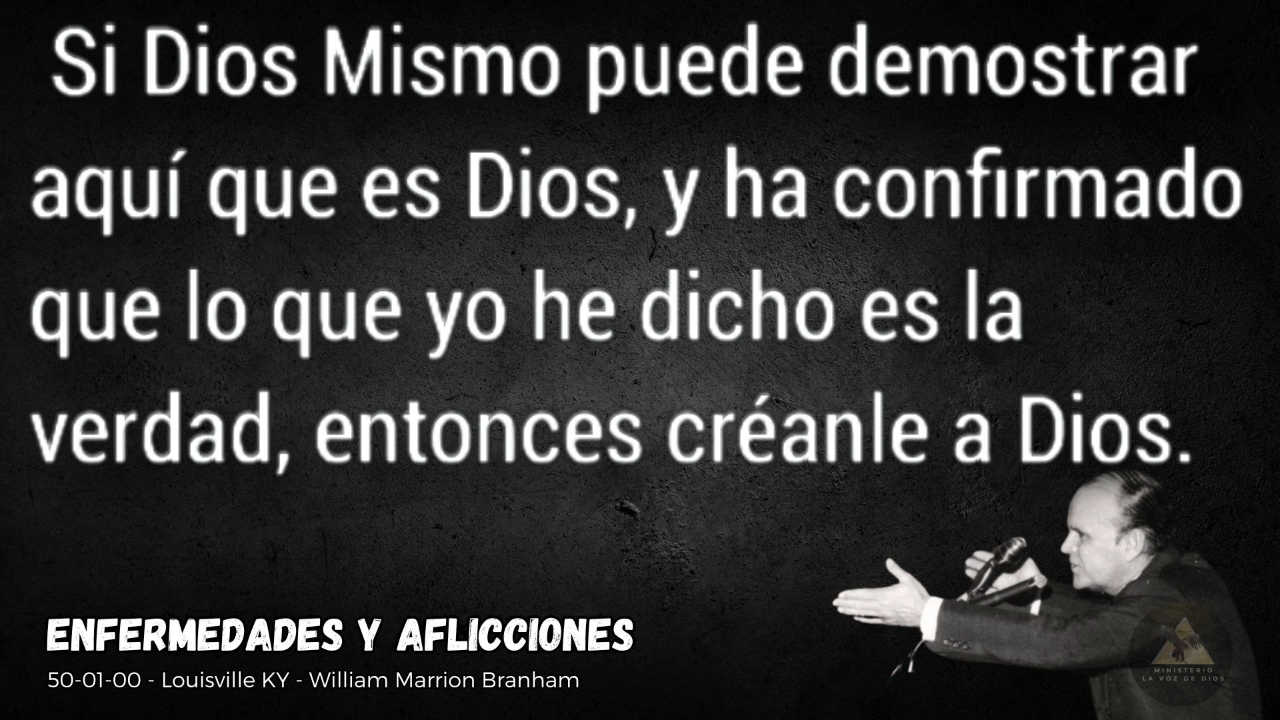 Si Dios Mismo puede demostrar
aquí que es Dios, y ha confirmado
que lo que yo he dicho es la
verdad, entonces créanle a Dios.
ENFERMEDADES Y AFLICCIONES
50-01-00 - Louisville KY - William Marrion Branham
MINISTERIO
LA VOZ DE DIOS